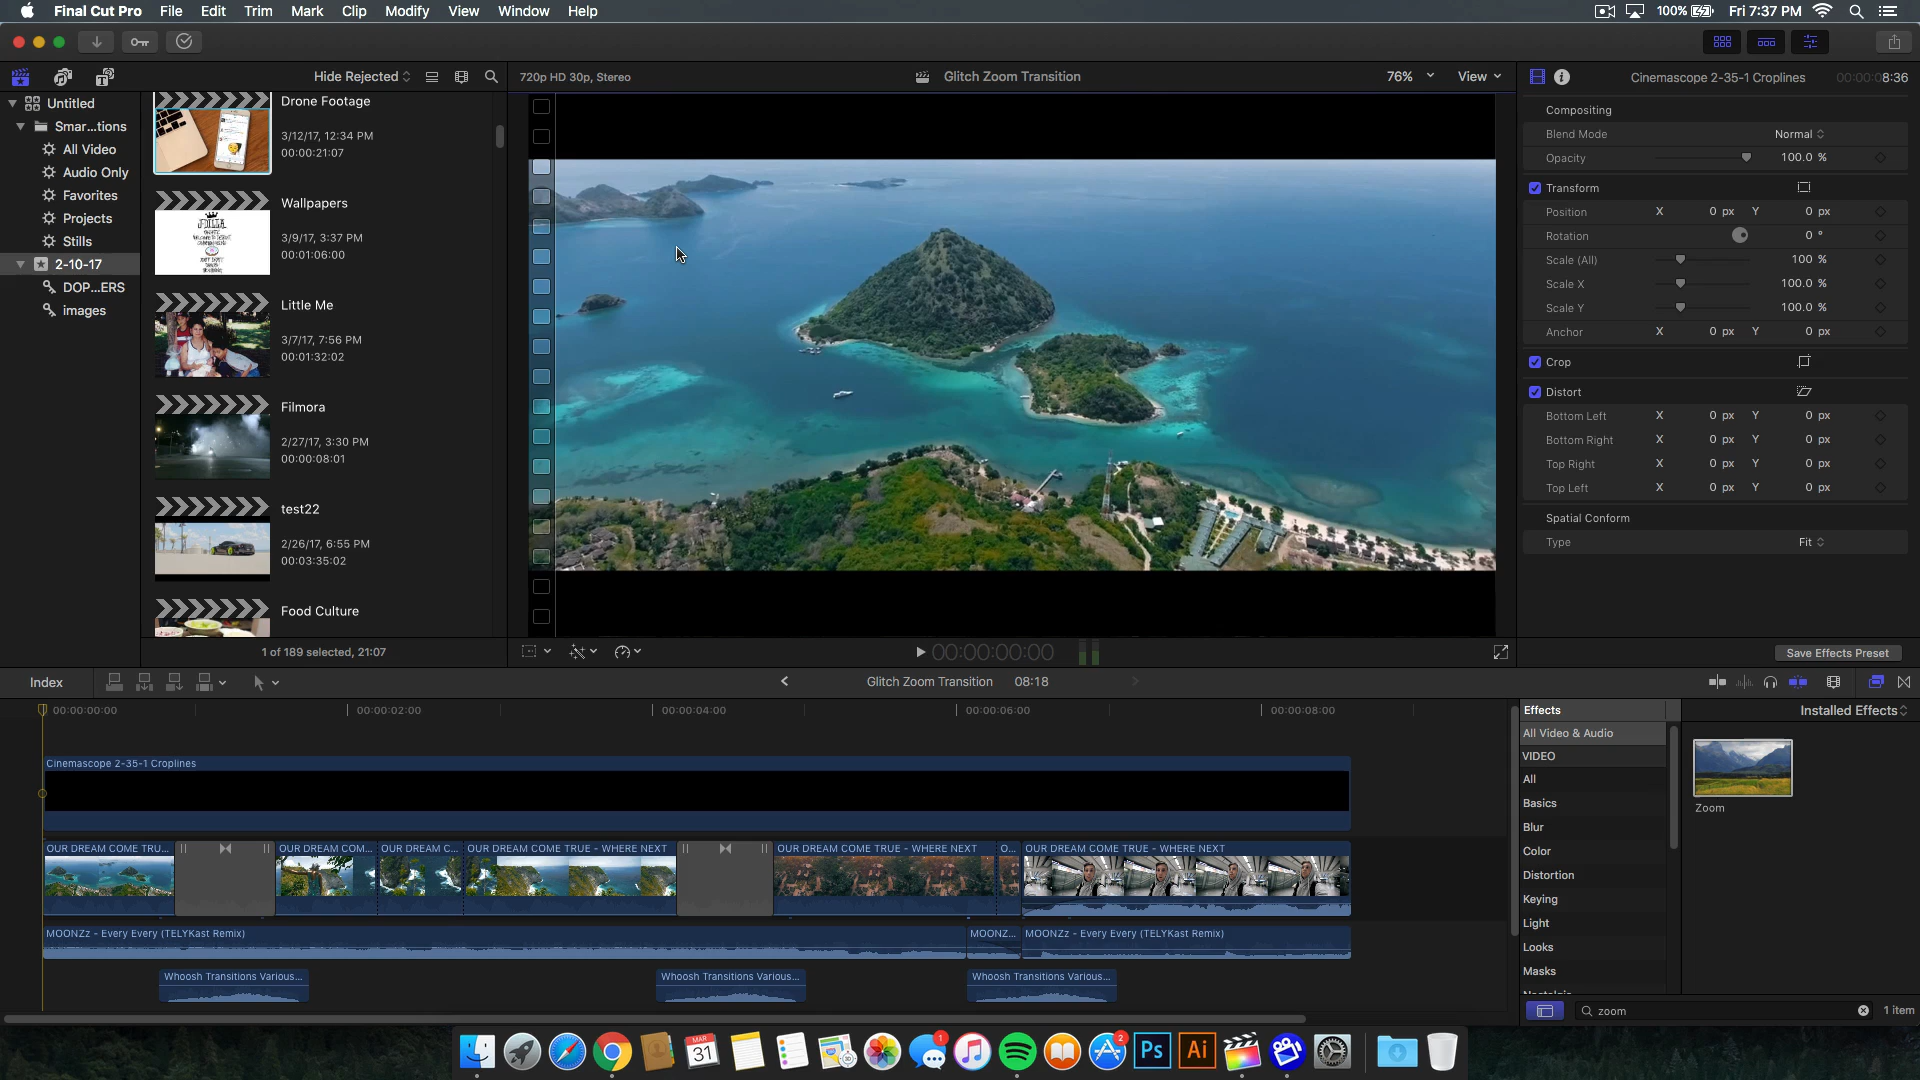 Final Cut Pro File Edit Trim Mark Clip Modify View Window Help
100% Fri 7:37 PM
Hide Rejected
720p HD 30p, Stereo
Glitch Zoom Transition
76% View
Cinemascope 2-35-1 Croplines
00:00:08:36
Untitled
Smar...tions
All Video
Audio Only
Favorites
Projects
Stills
2-10-17
DOP...ERS
images
Drone Footage
3/12/17, 12:34 PM
00:00:21:07
Wallpapers
3/9/17, 3:37 PM
00:01:06:00
Little Me
3/7/17, 7:56 PM
00:01:32:02
Filmora
2/27/17, 3:30 PM
00:00:08:01
test22
2/26/17, 6:55 PM
00:03:35:02
Food Culture
1 of 189 selected, 21:07
Compositing
Blend Mode Normal
Opacity 100.0 %
Transform
Position X 0 px Y 0 px
Rotation 0 °
Scale (All) 100 %
Scale X 100.0 %
Scale Y 100.0 %
Anchor X 0 px Y 0 px
Crop
Distort
Bottom Left X 0 px Y 0 px
Bottom Right X 0 px Y 0 px
Top Right X 0 px Y 0 px
Top Left X 0 px Y 0 px
Spatial Conform
Type Fit
00:00:00:00
Save Effects Preset
Index
Glitch Zoom Transition 08:18
00:00:00:00 00:00:02:00 00:00:04:00 00:00:06:00 00:00:08:00
Cinemascope 2-35-1 Croplines
OUR DREAM COME TRU... OUR DREAM COM... OUR DREAM C... OUR DREAM COME TRUE - WHERE NEXT OUR DREAM COME TRUE - WHERE NEXT O... OUR DREAM COME TRUE - WHERE NEXT
MOONZz - Every Every (TELYKast Remix) MOONZ... MOONZz - Every Every (TELYKast Remix)
Whoosh Transitions Various... Whoosh Transitions Various... Whoosh Transitions Various...
Effects
Installed Effects
All Video & Audio
VIDEO
All
Basics
Blur
Color
Distortion
Keying
Light
Looks
Masks
Zoom
zoom
1 item
MAR
31
1
2
Ps
Ai